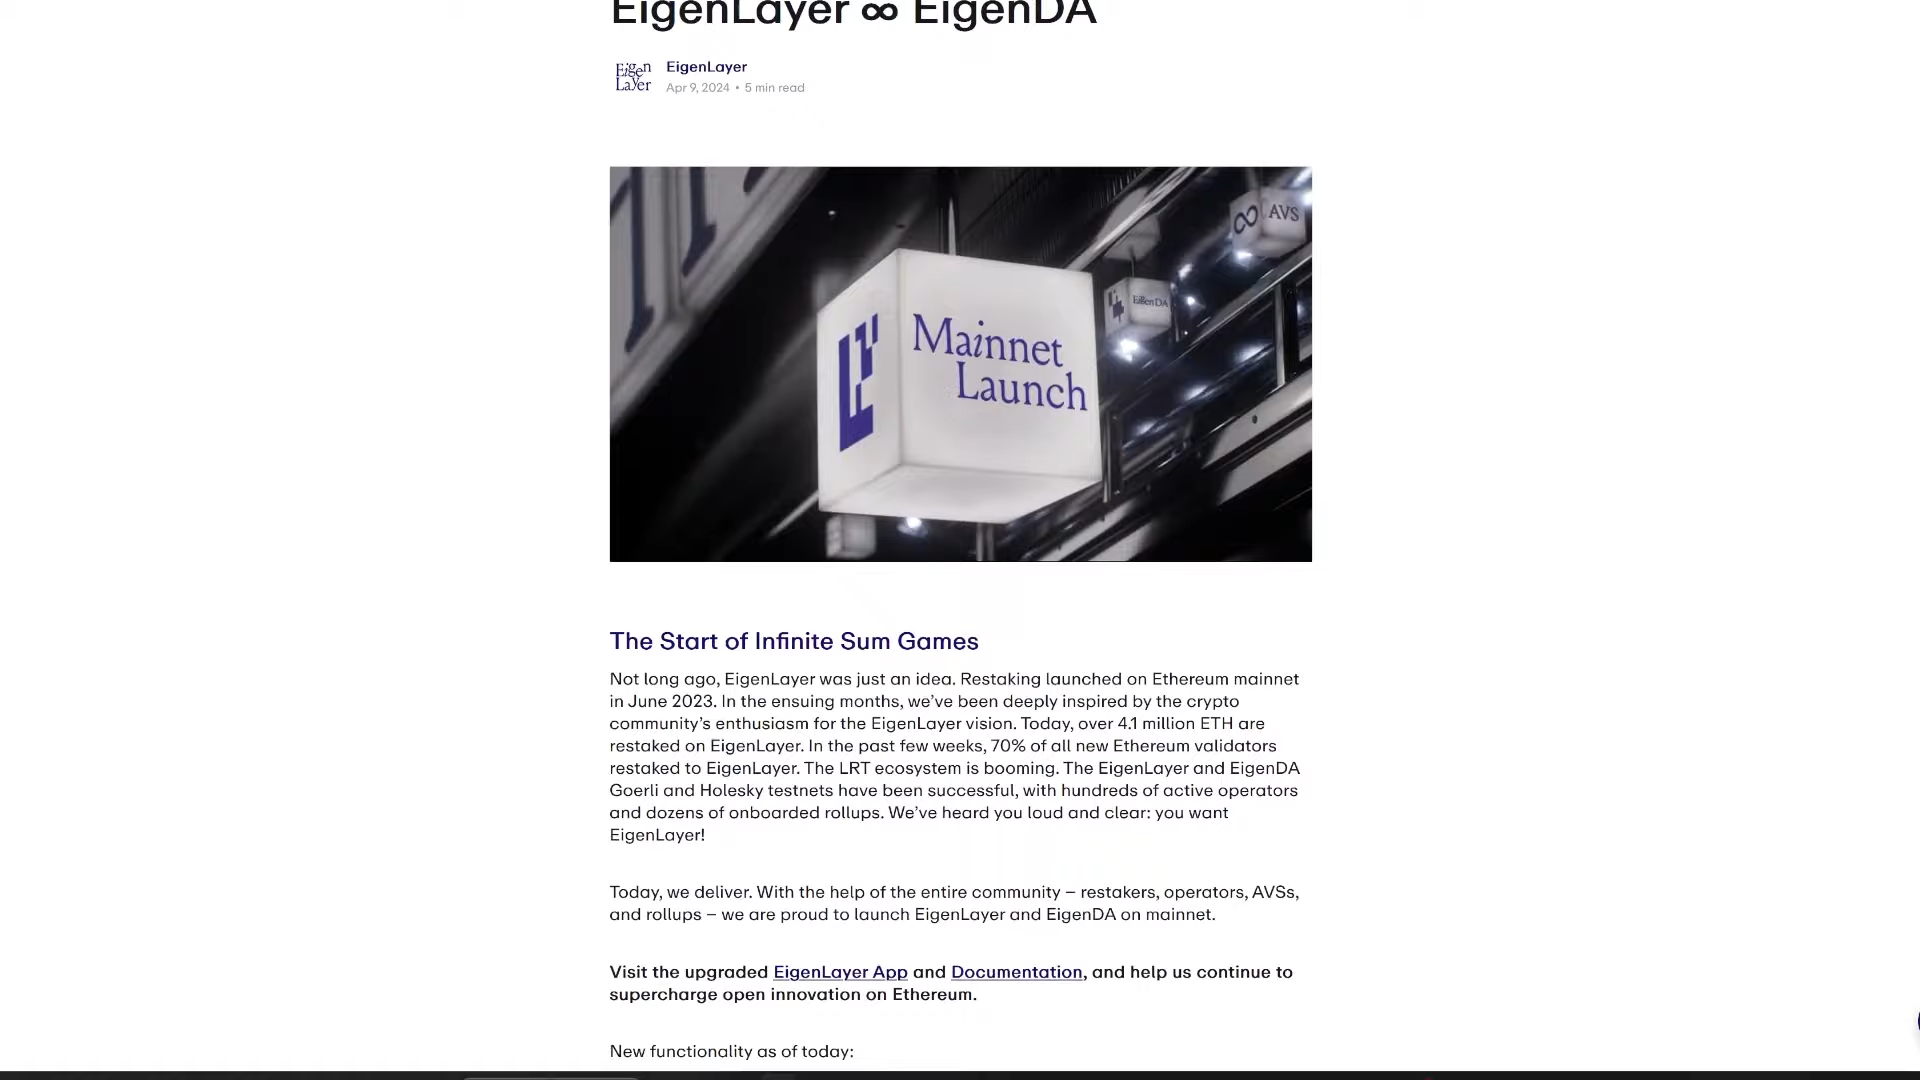 EigenLayer ∞ EigenDA
Eigen
Layer
EigenLayer
Apr 9, 2024 • 5 min read
AVS
EigenDA
Mainnet
Launch
The Start of Infinite Sum Games
Not long ago, EigenLayer was just an idea. Restaking launched on Ethereum mainnet
in June 2023. In the ensuing months, we’ve been deeply inspired by the crypto
community’s enthusiasm for the EigenLayer vision. Today, over 4.1 million ETH are
restaked on EigenLayer. In the past few weeks, 70% of all new Ethereum validators
restaked to EigenLayer. The LRT ecosystem is booming. The EigenLayer and EigenDA
Goerli and Holesky testnets have been successful, with hundreds of active operators
and dozens of onboarded rollups. We’ve heard you loud and clear: you want
EigenLayer!
Today, we deliver. With the help of the entire community – restakers, operators, AVSs,
and rollups – we are proud to launch EigenLayer and EigenDA on mainnet.
Visit the upgraded EigenLayer App and Documentation, and help us continue to
supercharge open innovation on Ethereum.
New functionality as of today: